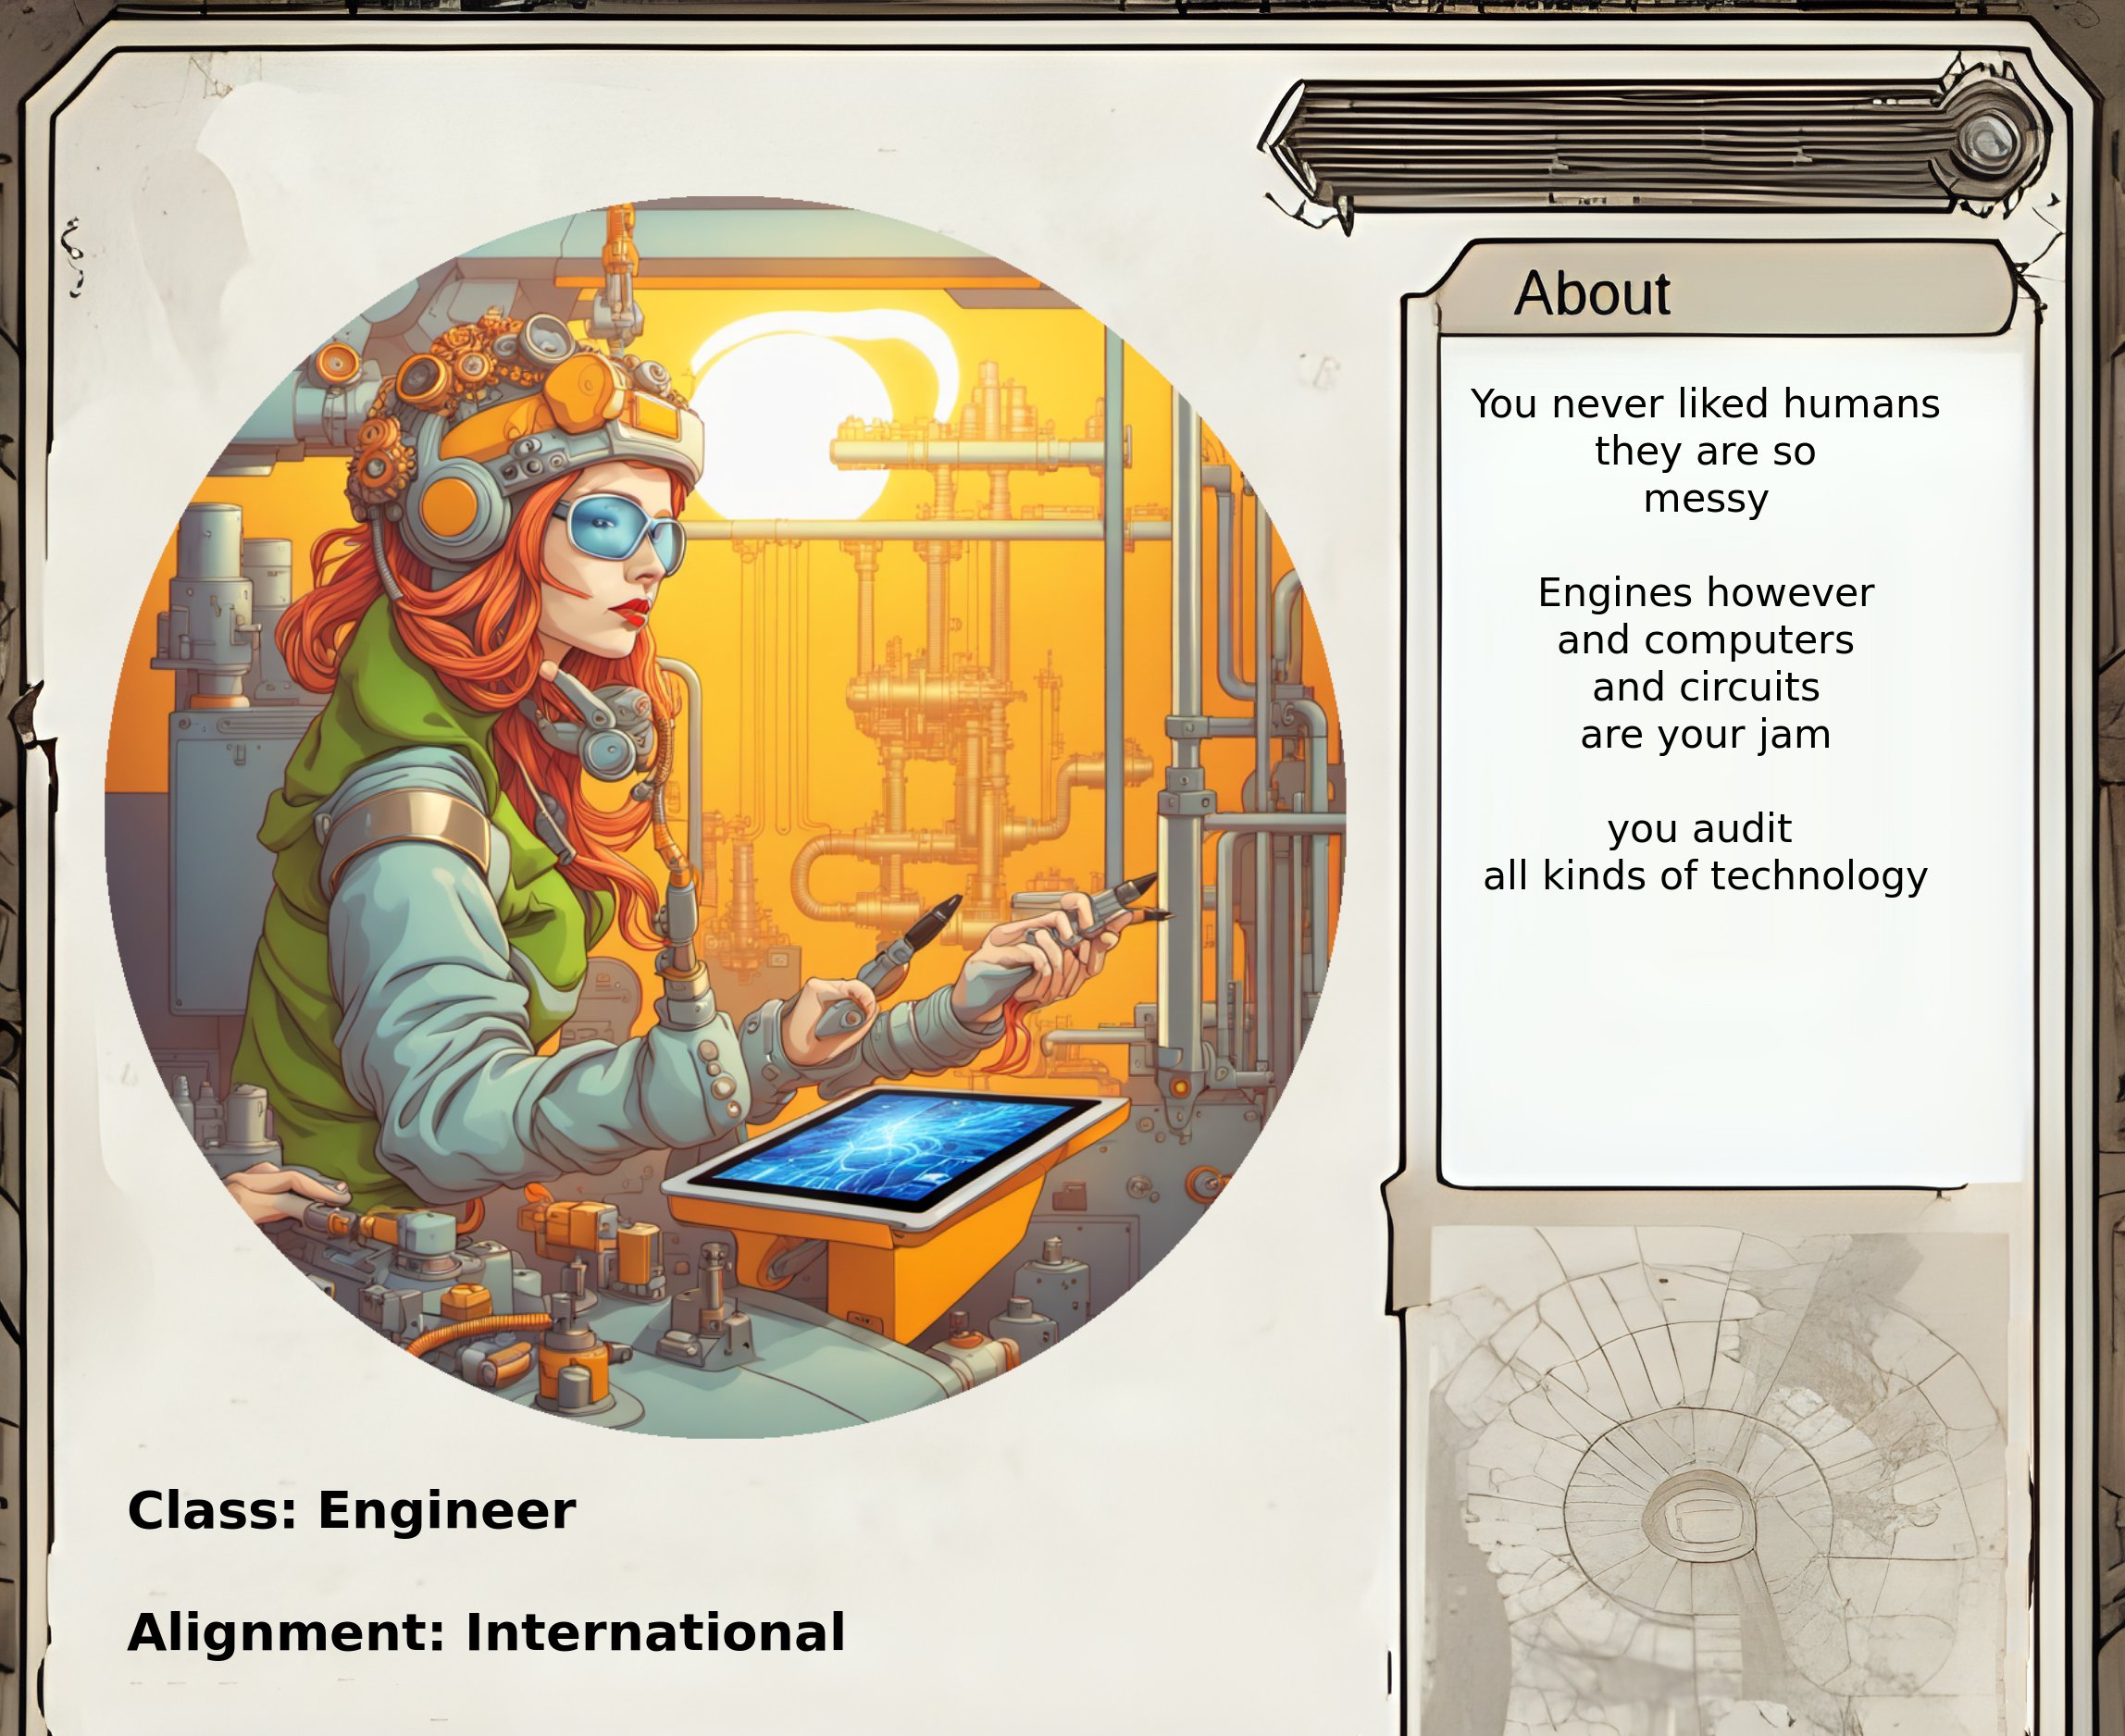 About
You never liked humans
they are so
messy
Engines however
and computers
and circuits
are your jam
you audit
all kinds of technology
Class: Engineer
Alignment: International